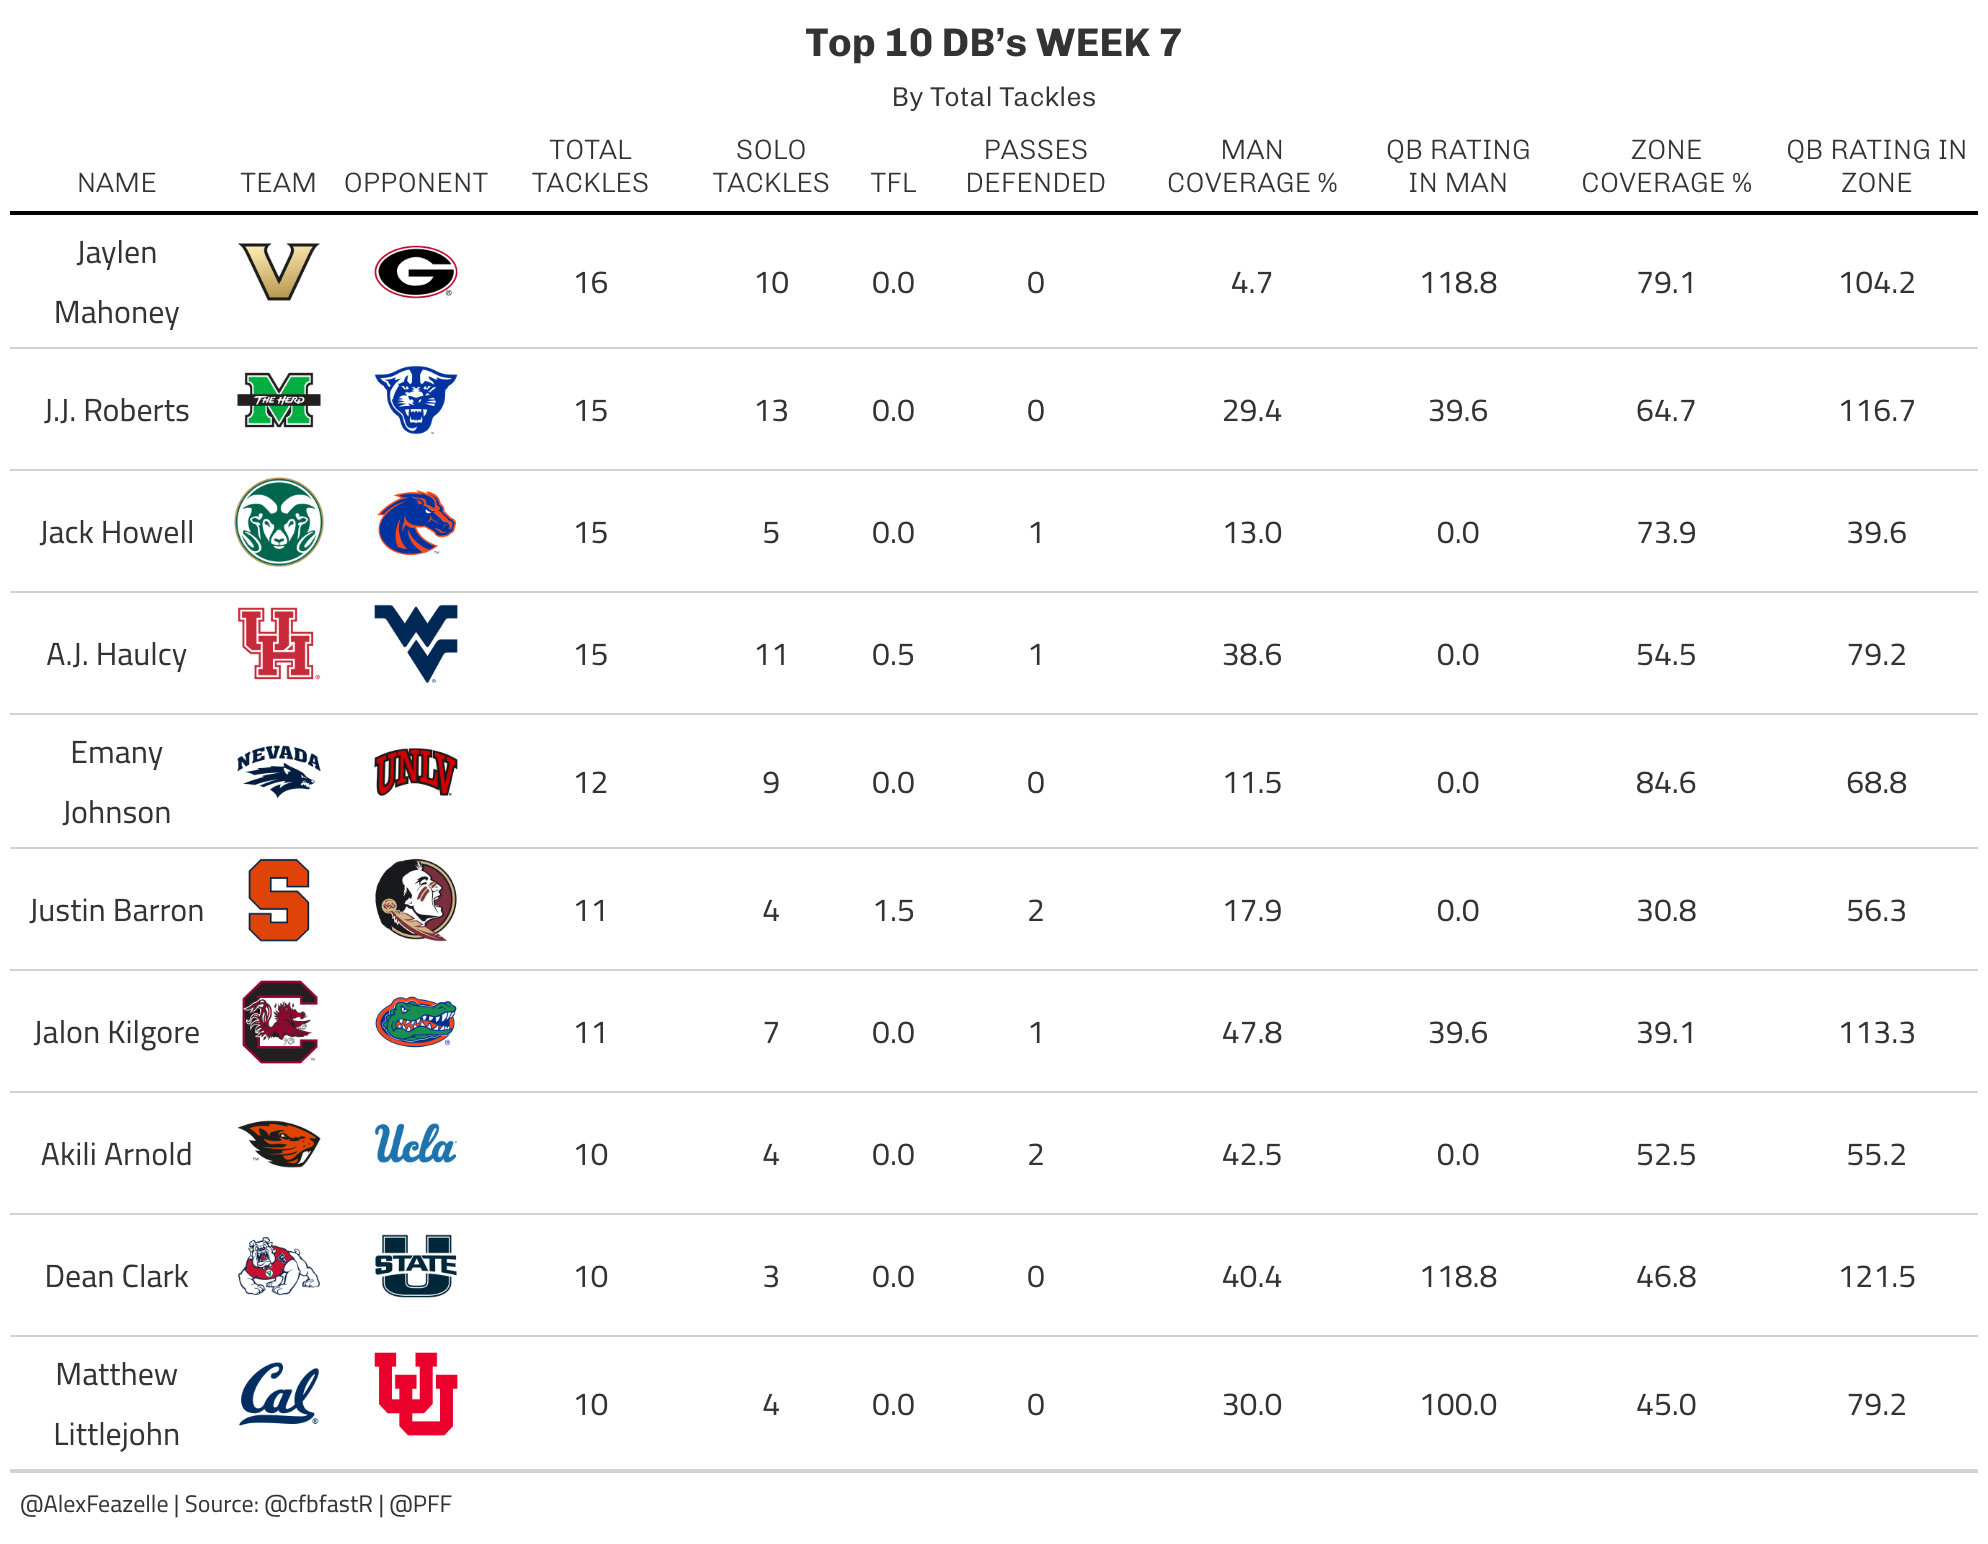 Top 10 DB’s WEEK 7
By Total Tackles
NAME TEAM OPPONENT TOTAL TACKLES SOLO TACKLES TFL PASSES DEFENDED MAN COVERAGE % QB RATING IN MAN ZONE COVERAGE % QB RATING IN ZONE
Jaylen Mahoney V G 16 10 0.0 0 4.7 118.8 79.1 104.2
J.J. Roberts M THE HERD 15 13 0.0 0 29.4 39.6 64.7 116.7
Jack Howell 15 5 0.0 1 13.0 0.0 73.9 39.6
A.J. Haulcy UH WV 15 11 0.5 1 38.6 0.0 54.5 79.2
Emany Johnson NEVADA UNLV 12 9 0.0 0 11.5 0.0 84.6 68.8
Justin Barron S 11 4 1.5 2 17.9 0.0 30.8 56.3
Jalon Kilgore C 11 7 0.0 1 47.8 39.6 39.1 113.3
Akili Arnold Ucla 10 4 0.0 2 42.5 0.0 52.5 55.2
Dean Clark U STATE 10 3 0.0 0 40.4 118.8 46.8 121.5
Matthew Littlejohn Cal UU 10 4 0.0 0 30.0 100.0 45.0 79.2
@AlexFeazelle | Source: @cfbfastR | @PFF